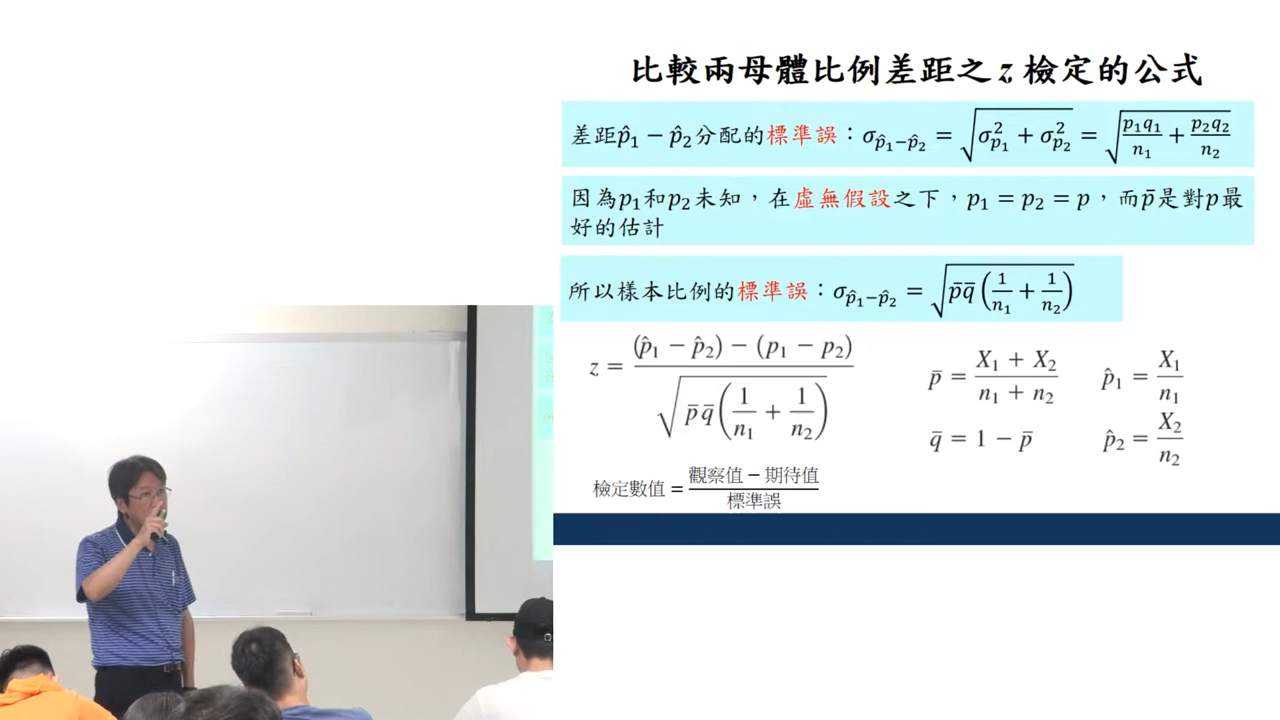 比較兩母體比例差距之 z 檢定的公式
差距p̂₁ − p̂₂分配的標準誤：σ_{p̂₁−p̂₂} = √(σ²_{p₁} + σ²_{p₂}) = √(p₁q₁/n₁ + p₂q₂/n₂)
因為p₁和p₂未知，在虛無假設之下，p₁ = p₂ = p，而p̄是對p最
好的估計
所以樣本比例的標準誤：σ_{p̂₁−p̂₂} = √(p̄q̄(1/n₁ + 1/n₂))
z = ((p̂₁ − p̂₂) − (p₁ − p₂)) / √(p̄q̄(1/n₁ + 1/n₂))
p̄ = (X₁ + X₂)/(n₁ + n₂)
p̂₁ = X₁/n₁
q̄ = 1 − p̄
p̂₂ = X₂/n₂
檢定數值 = (觀察值 − 期待值)/標準誤